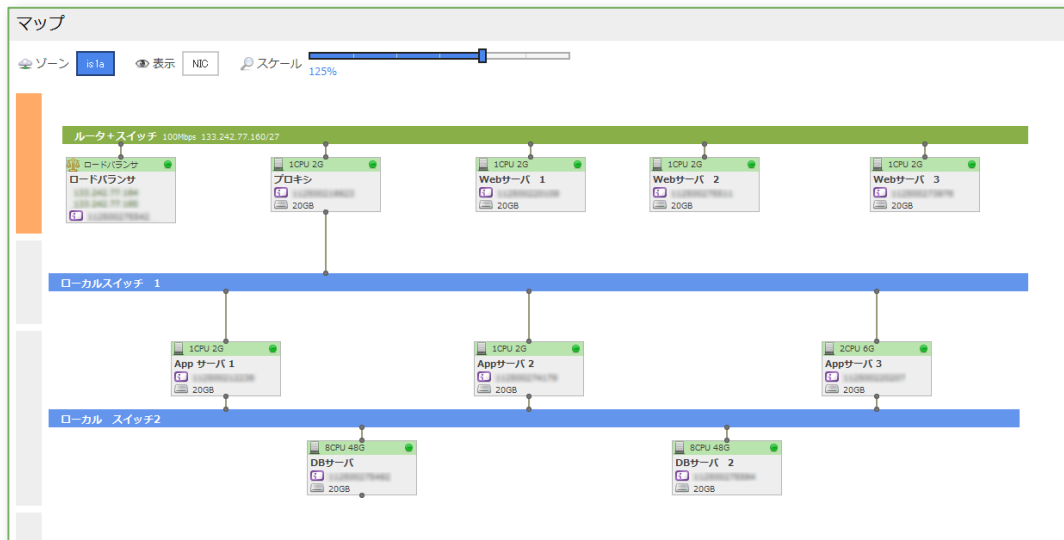 マップ
ゾーン is1a 表示 NIC スケール 125%
ルータ+スイッチ 100Mbps 133.242.77.160/27
ロードバランサ
ロードバランサ
1CPU 2G
プロキシ
20GB
1CPU 2G
Webサーバ 1
20GB
1CPU 2G
Webサーバ 2
20GB
1CPU 2G
Webサーバ 3
20GB
ローカルスイッチ 1
1CPU 2G
App サーバ 1
20GB
1CPU 2G
Appサーバ 2
20GB
2CPU 6G
Appサーバ 3
20GB
ローカル スイッチ2
8CPU 48G
DBサーバ
20GB
8CPU 48G
DBサーバ 2
20GB